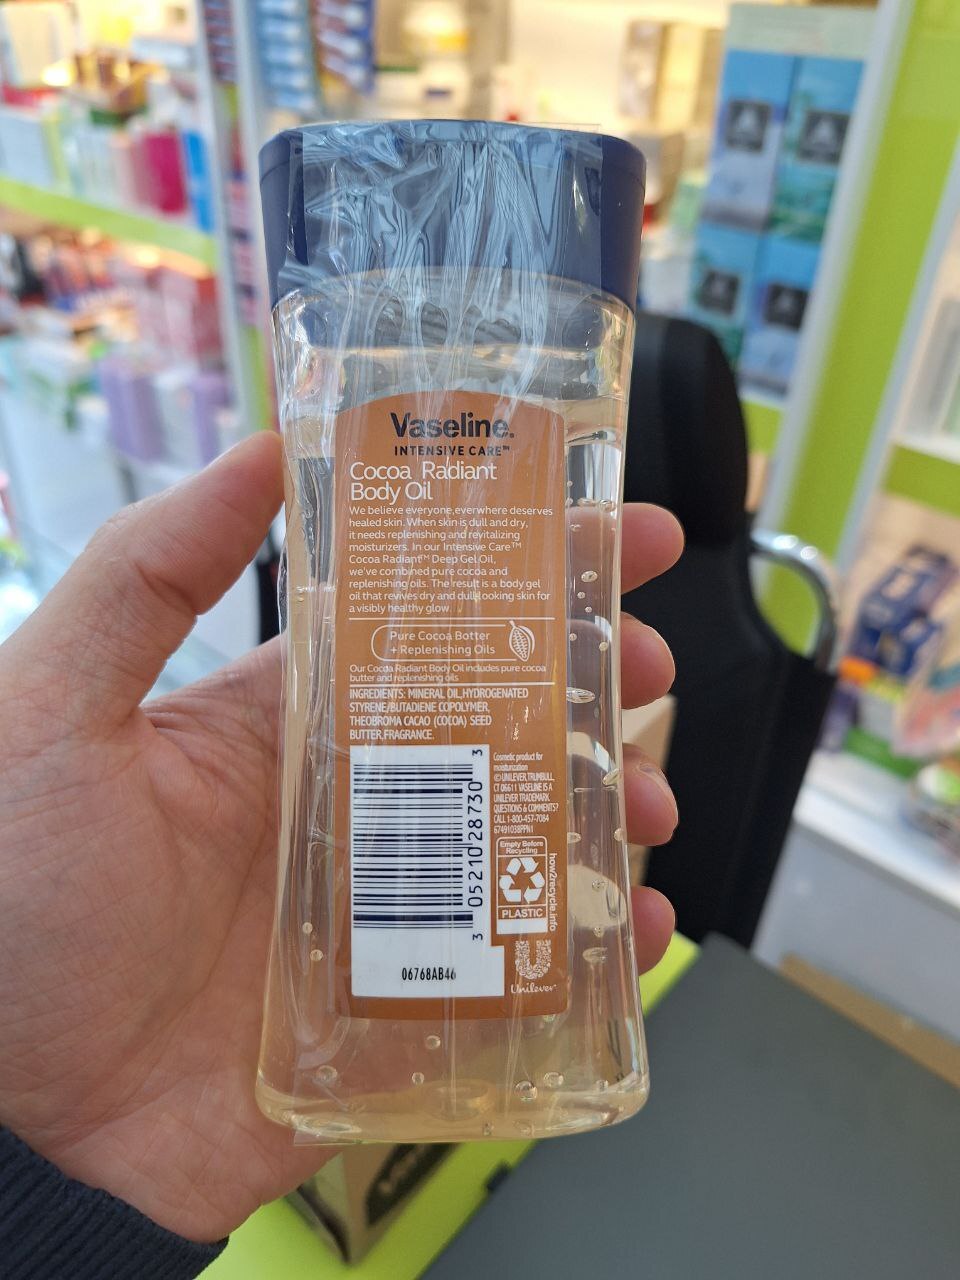 Vaseline.
INTENSIVE CARE™
Cocoa Radiant
Body Oil
We believe everyone,everwhere deserves
healed skin. When skin is dull and dry,
it needs replenishing and revitalizing
moisturizers. In our Intensive Care™
Cocoa Radiant™ Deep Gel Oil,
we've combined pure cocoa and
replenishing oils. The result is a body gel
oil that revives dry and dull looking skin for
a visibly healthy glow.
Pure Cocoa Botter
+Replenishing Oils
Our Cocoa Radiant Body Oil includes pure cocoa
butter and replenishing oils
INGREDIENTS: MINERAL OIL,HYDROGENATED
STYRENE/BUTADIENE COPOLYMER,
THEOBROMA CACAO (COCOA) SEED
BUTTER,FRAGRANCE.
3 05210 28730 3
06768AB46
Cosmetic product for
moisturization
©UNILEVER,TRUMBULL,
CT 06611 VASELINE IS A
UNILEVER TRADEMARK
QUESTIONS & COMMENTS?
CALL 1-800-457-7084
67491038PPN1
Empty Before
Recycling
PLASTIC
how2recycle.info
Unilever